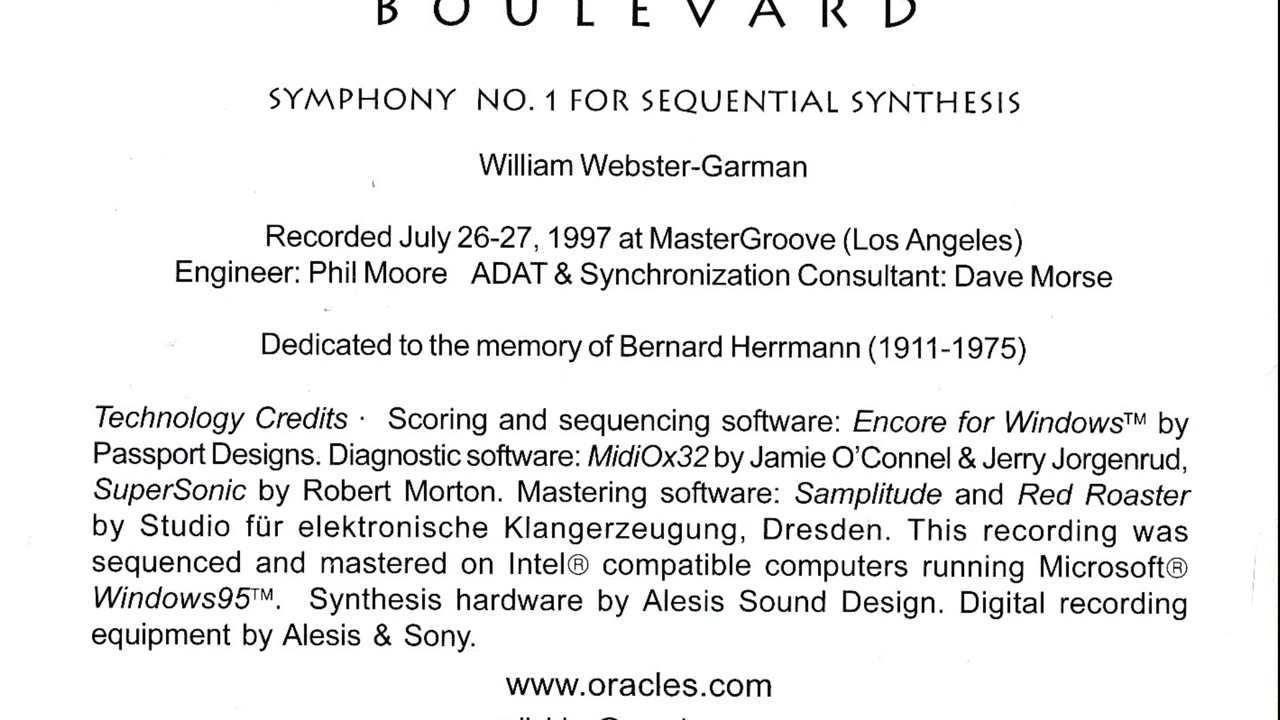 BOULEVARD
SYMPHONY NO. 1 FOR SEQUENTIAL SYNTHESIS
William Webster-Garman
Recorded July 26-27, 1997 at MasterGroove (Los Angeles)
Engineer: Phil Moore ADAT & Synchronization Consultant: Dave Morse
Dedicated to the memory of Bernard Herrmann (1911-1975)
Technology Credits · Scoring and sequencing software: Encore for Windows™ by
Passport Designs. Diagnostic software: MidiOx32 by Jamie O'Connel & Jerry Jorgenrud,
SuperSonic by Robert Morton. Mastering software: Samplitude and Red Roaster
by Studio für elektronische Klangerzeugung, Dresden. This recording was
sequenced and mastered on Intel® compatible computers running Microsoft®
Windows95™. Synthesis hardware by Alesis Sound Design. Digital recording
equipment by Alesis & Sony.
www.oracles.com